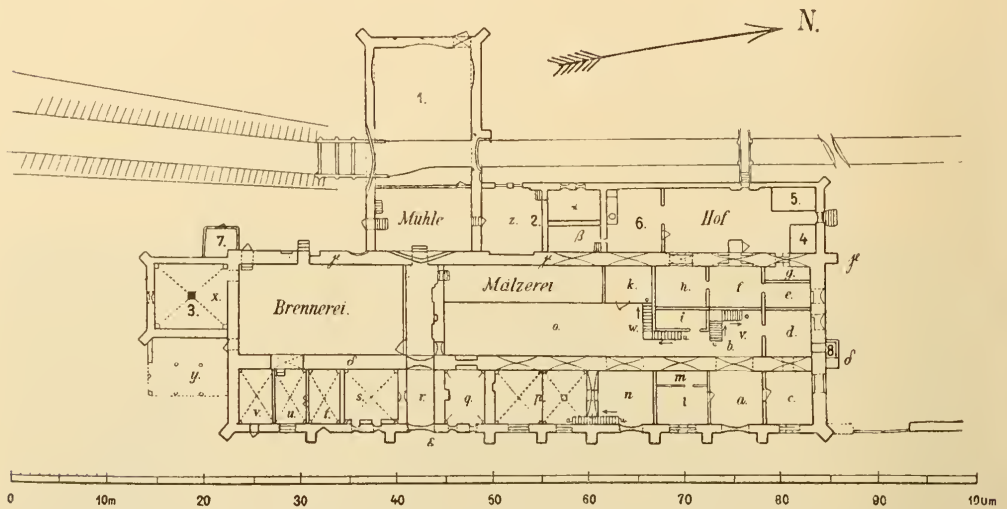 N.
1.
Mühle
z.
2.
α
β
6.
Hof
5.
4
7.
γ
γ
γ
3.
x.
Brennerei.
Mälzerei
k.
h.
f
g.
e.
o.
w.
i
v.
b.
d.
8.
y.
δ
δ
v.
u.
t.
s.
r.
q.
p.
n
m
l
a.
c.
ε
0 10m 20 30 40 50 60 70 80 90 100m